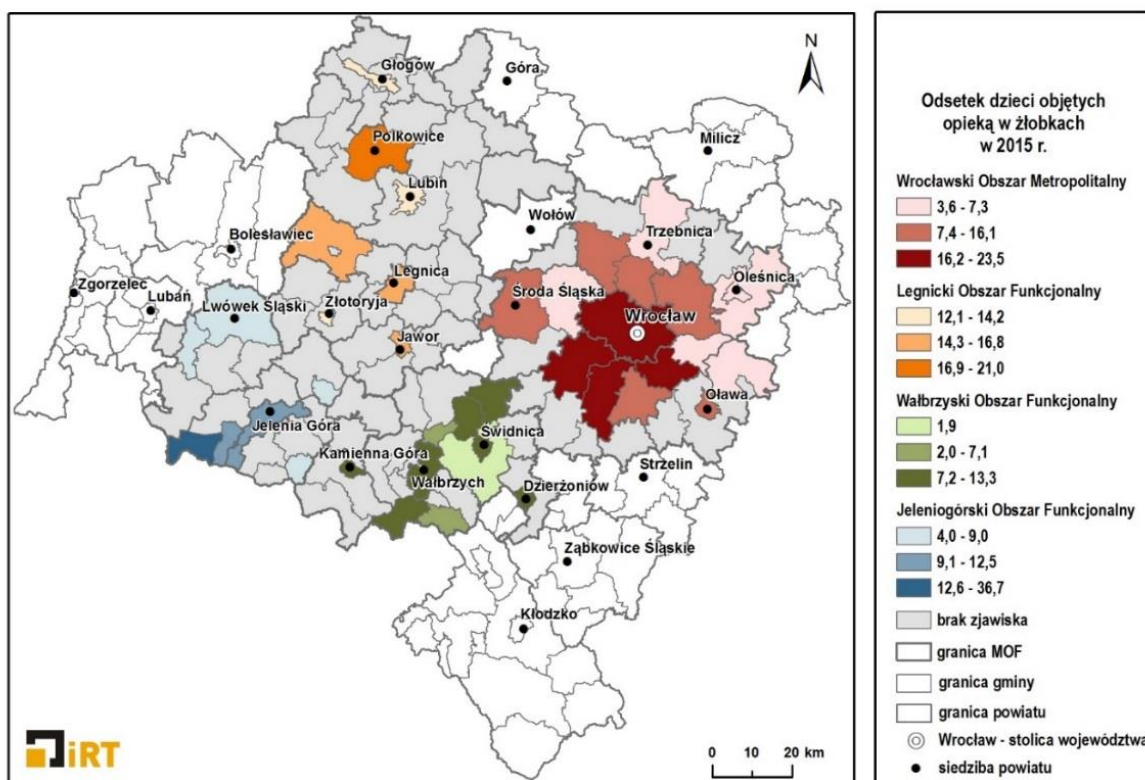 N
Głogów
Góra
Polkowice
Milicz
Lubin
Wołów
Trzebnica
Bolesławiec
Oleśnica
Legnica
Zgorzelec
Środa Śląska
Lubań
Lwówek Śląski
Złotoryja
Wrocław
Jawor
Oława
Jelenia Góra
Świdnica
Kamienna Góra
Strzelin
Wałbrzych
Dzierżoniów
Ząbkowice Śląskie
Kłodzko
iRT
0 10 20 km
Odsetek dzieci objętych
opieką w żłobkach
w 2015 r.
Wrocławski Obszar Metropolitalny
3,6 - 7,3
7,4 - 16,1
16,2 - 23,5
Legnicki Obszar Funkcjonalny
12,1 - 14,2
14,3 - 16,8
16,9 - 21,0
Wałbrzyski Obszar Funkcjonalny
1,9
2,0 - 7,1
7,2 - 13,3
Jeleniogórski Obszar Funkcjonalny
4,0 - 9,0
9,1 - 12,5
12,6 - 36,7
brak zjawiska
granica MOF
granica gminy
granica powiatu
Wrocław - stolica województwa
siedziba powiatu